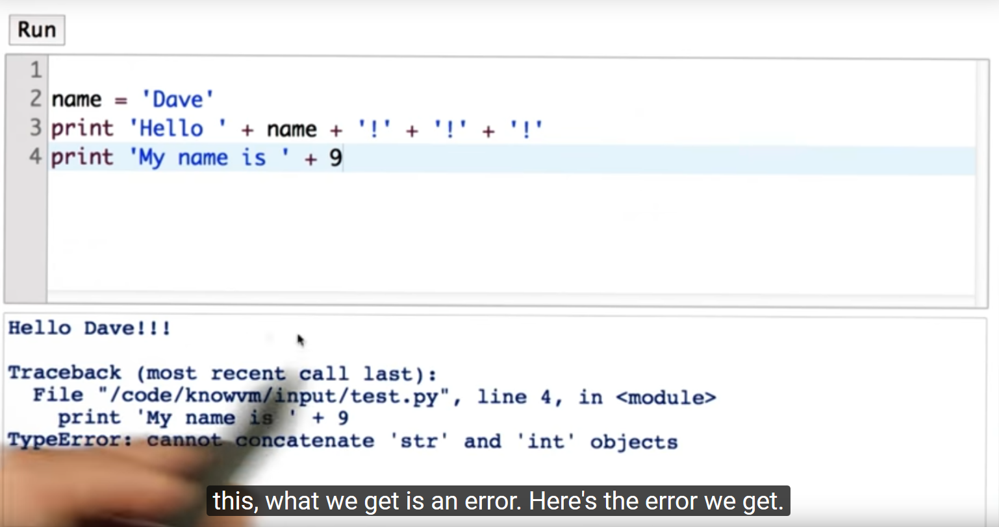 Run
1
2 name = 'Dave'
3 print 'Hello ' + name + '!' + '!' + '!'
4 print 'My name is ' + 9
Hello Dave!!!
Traceback (most recent call last):
File "/code/knowvm/input/test.py", line 4, in <module>
print 'My name is ' + 9
TypeError: cannot concatenate 'str' and 'int' objects
this, what we get is an error. Here's the error we get.